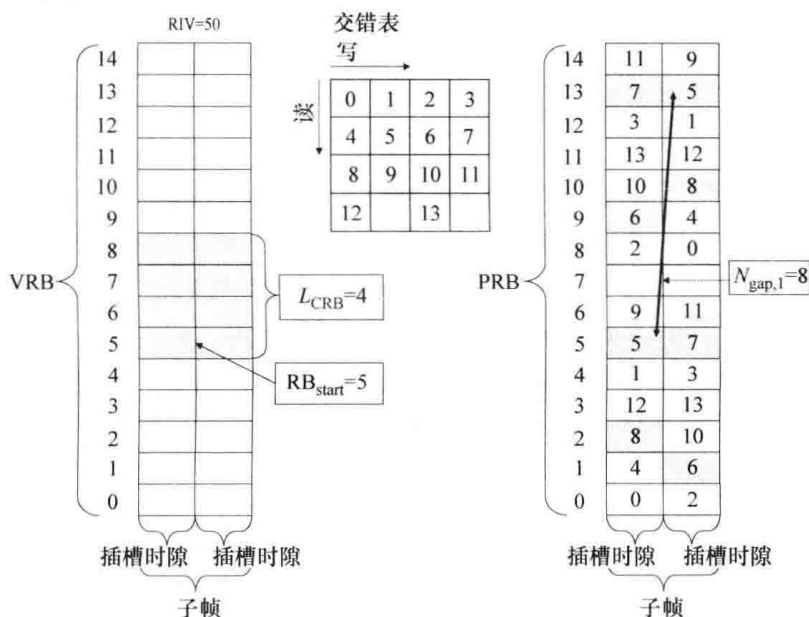 RIV=50
交错表
写
读
0 1 2 3
4 5 6 7
8 9 10 11
12 13
VRB
14
13
12
11
10
9
8
7
6
5
4
3
2
1
0
L_CRB=4
RB_start=5
插槽时隙 插槽时隙
子帧
PRB
14 11 9
13 7 5
12 3 1
11 13 12
10 10 8
9 6 4
8 2 0
7
6 9 11
5 5 7
4 1 3
3 12 13
2 8 10
1 4 6
0 0 2
N_gap,1=8
插槽时隙 插槽时隙
子帧